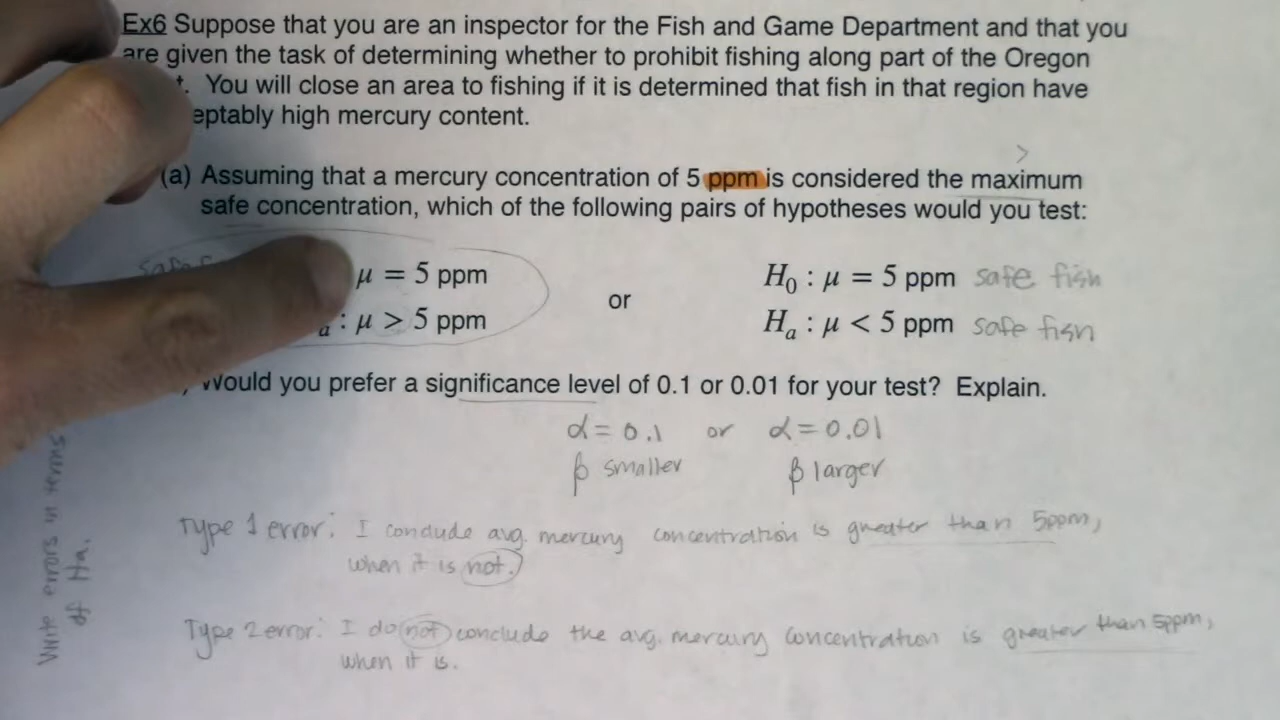 Ex6 Suppose that you are an inspector for the Fish and Game Department and that you
are given the task of determining whether to prohibit fishing along part of the Oregon
t. You will close an area to fishing if it is determined that fish in that region have
eptably high mercury content.
>
(a) Assuming that a mercury concentration of 5 ppm is considered the maximum
safe concentration, which of the following pairs of hypotheses would you test:
safe
μ = 5 ppm
a : μ > 5 ppm
or
H₀ : μ = 5 ppm safe fish
Hₐ : μ < 5 ppm safe fish
Would you prefer a significance level of 0.1 or 0.01 for your test? Explain.
α = 0.1 or α = 0.01
β smaller β larger
Type 1 error: I conclude avg. mercury concentration is greater than 5ppm,
when it is not.
Type 2 error: I do not conclude the avg. mercury concentration is greater than 5ppm,
when it is.
Write errors in terms
of Ha.